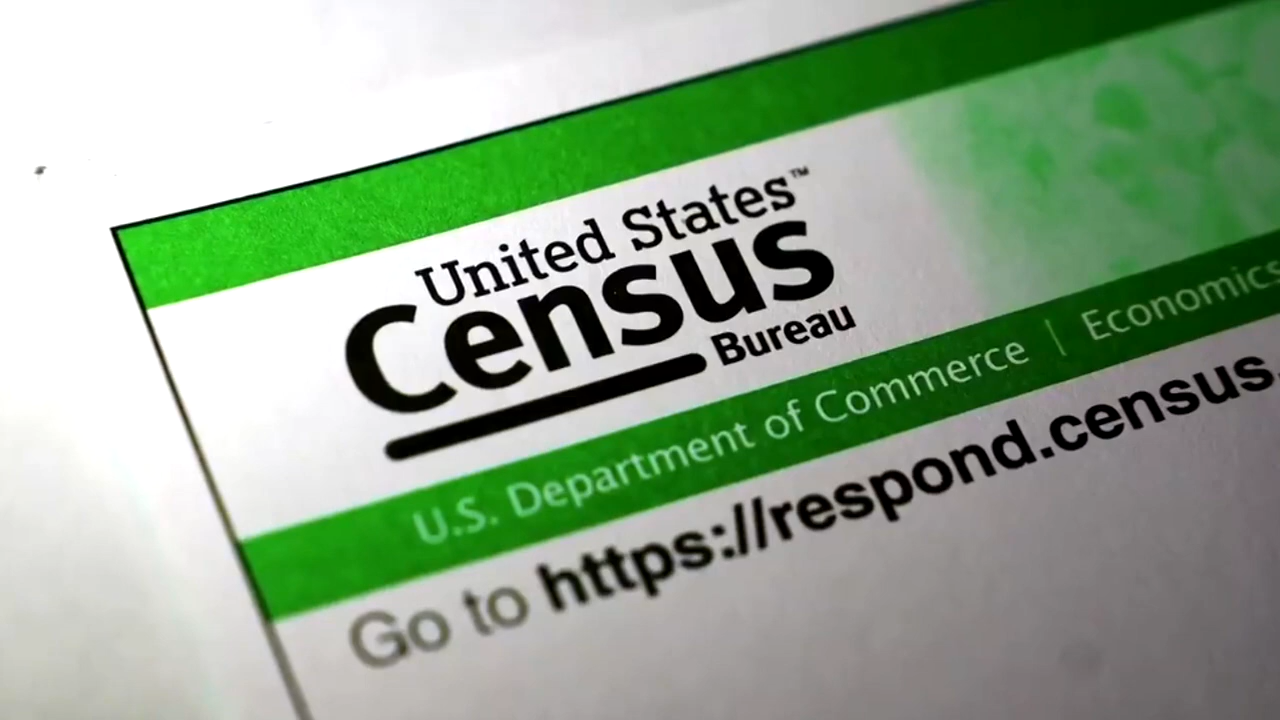 United States™
Census
Bureau
U.S. Department of Commerce | Economics
Go to https://respond.census.